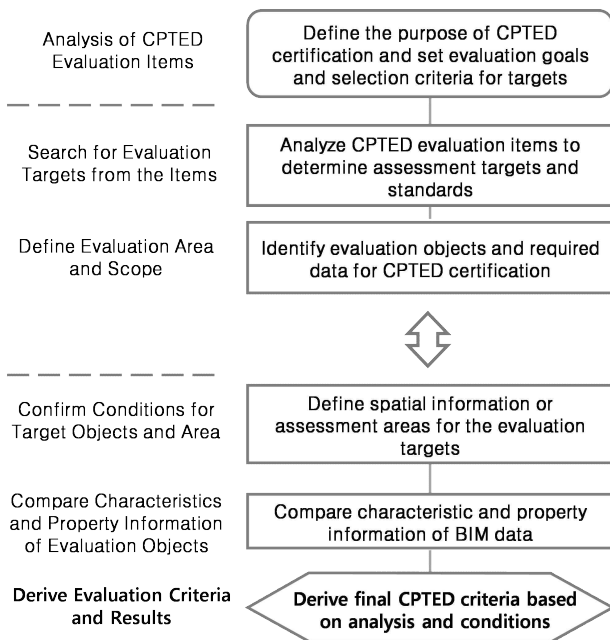 Analysis of CPTED
Evaluation Items
Define the purpose of CPTED
certification and set evaluation goals
and selection criteria for targets
Search for Evaluation
Targets from the Items
Analyze CPTED evaluation items to
determine assessment targets and
standards
Define Evaluation Area
and Scope
Identify evaluation objects and required
data for CPTED certification
Confirm Conditions for
Target Objects and Area
Define spatial information or
assessment areas for the evaluation
targets
Compare Characteristics
and Property Information
of Evaluation Objects
Compare characteristic and property
information of BIM data
Derive Evaluation Criteria
and Results
Derive final CPTED criteria based
on analysis and conditions